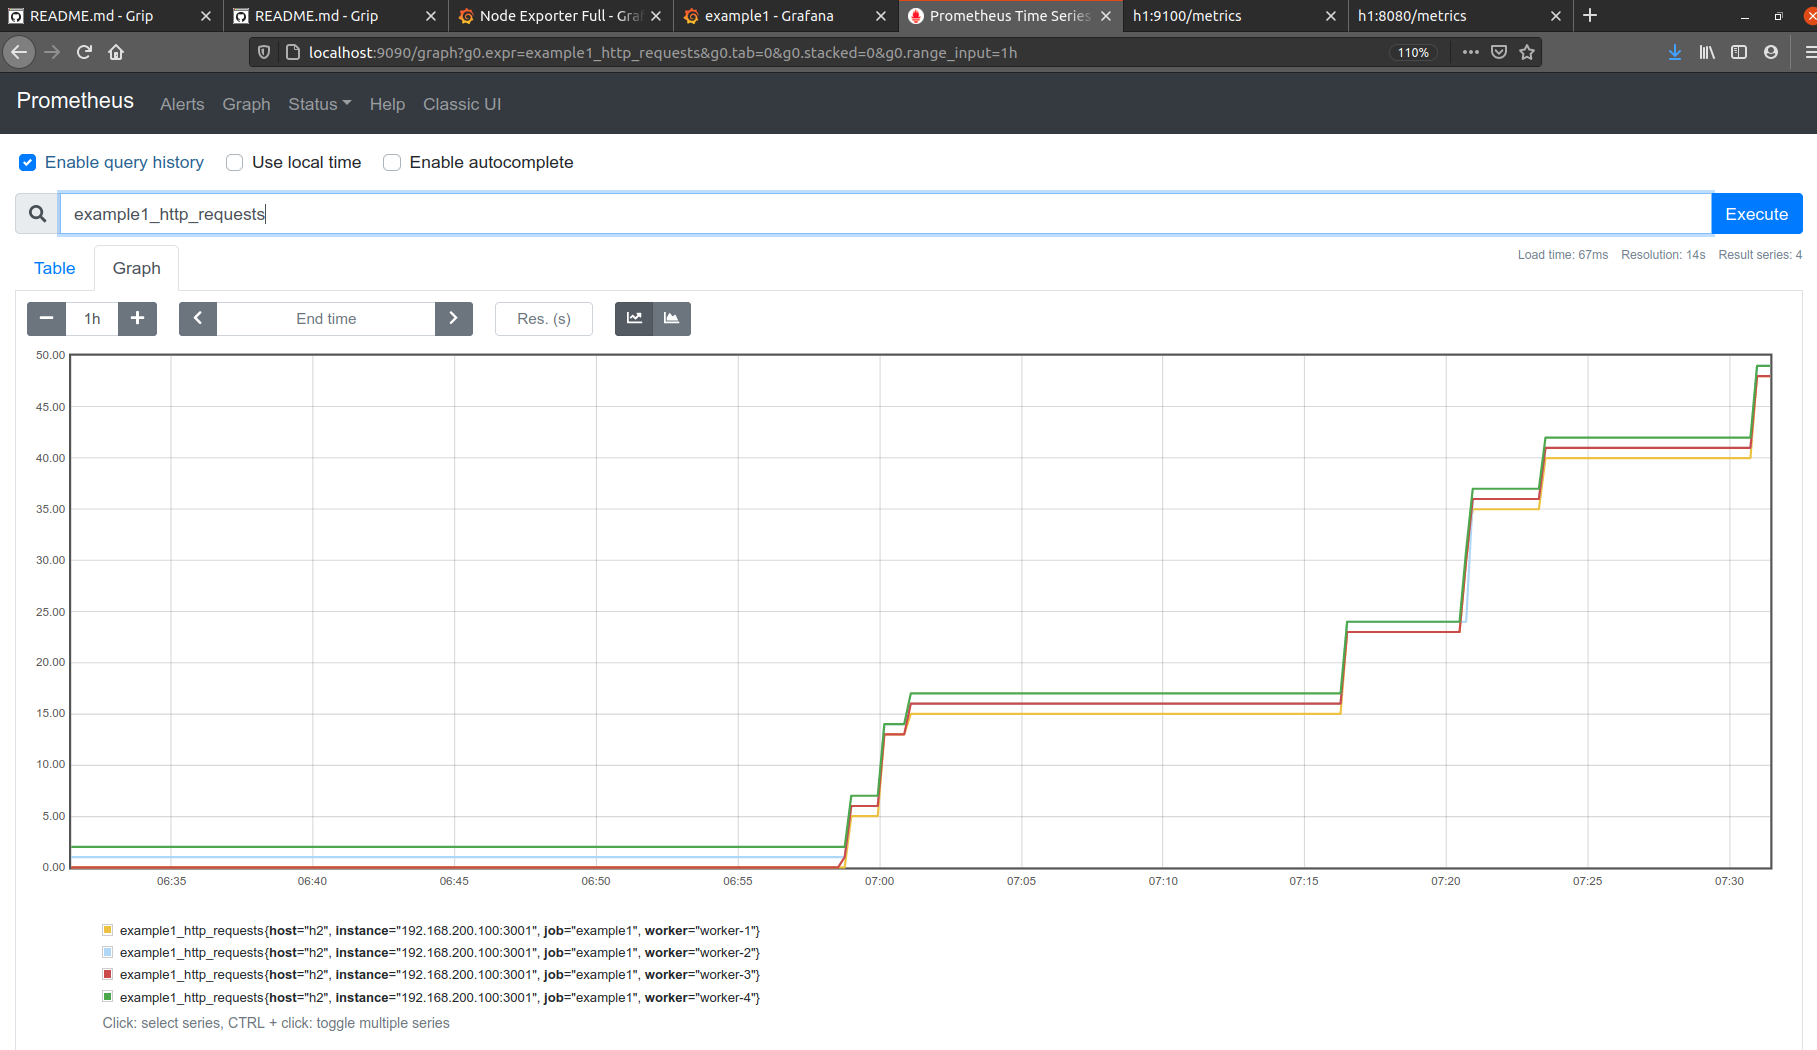 README.md - Grip README.md - Grip Node Exporter Full - Graf example1 - Grafana Prometheus Time Series h1:9100/metrics h1:8080/metrics
localhost:9090/graph?g0.expr=example1_http_requests&g0.tab=0&g0.stacked=0&g0.range_input=1h 110%
Prometheus Alerts Graph Status Help Classic UI
Enable query history Use local time Enable autocomplete
example1_http_requests Execute
Load time: 67ms Resolution: 14s Result series: 4
Table Graph
1h End time Res. (s)
50.00
45.00
40.00
35.00
30.00
25.00
20.00
15.00
10.00
5.00
0.00
06:35 06:40 06:45 06:50 06:55 07:00 07:05 07:10 07:15 07:20 07:25 07:30
example1_http_requests{host="h2", instance="192.168.200.100:3001", job="example1", worker="worker-1"}
example1_http_requests{host="h2", instance="192.168.200.100:3001", job="example1", worker="worker-2"}
example1_http_requests{host="h2", instance="192.168.200.100:3001", job="example1", worker="worker-3"}
example1_http_requests{host="h2", instance="192.168.200.100:3001", job="example1", worker="worker-4"}
Click: select series, CTRL + click: toggle multiple series